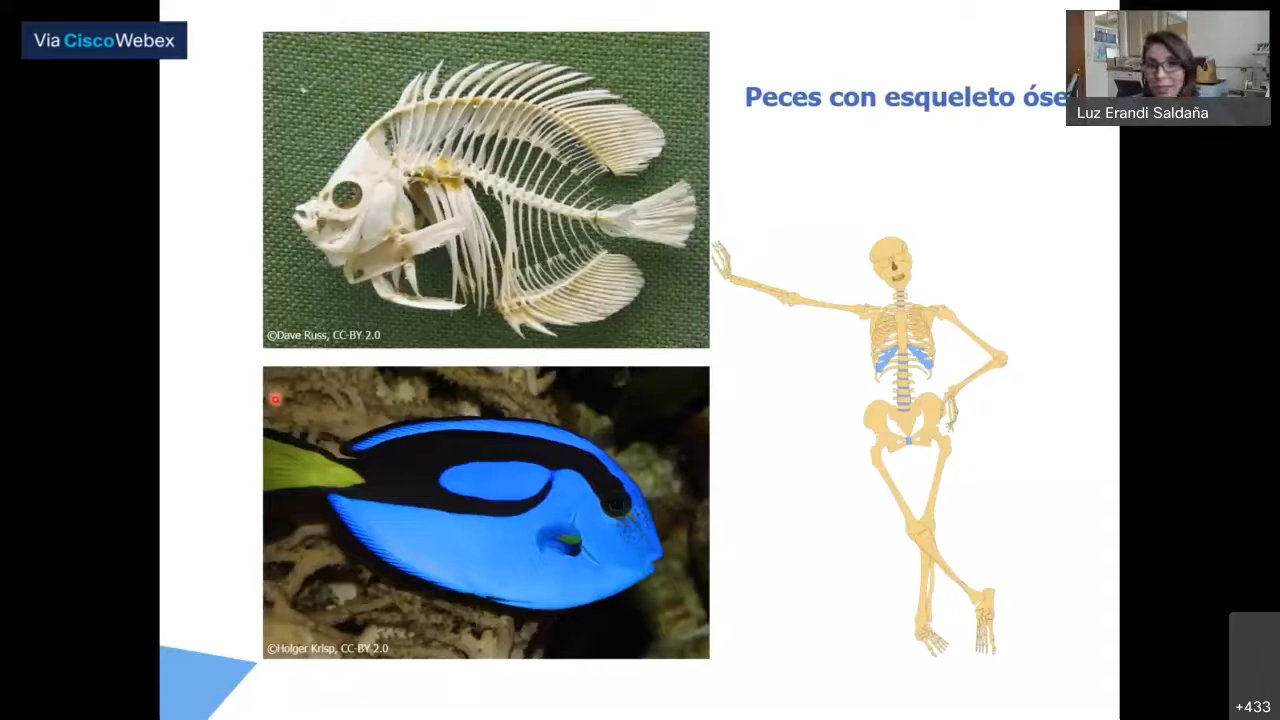 Via CiscoWebex
Peces con esqueleto óse
Luz Erandi Saldaña
©Dave Russ, CC-BY 2.0
©Holger Krisp, CC-BY 2.0
+433